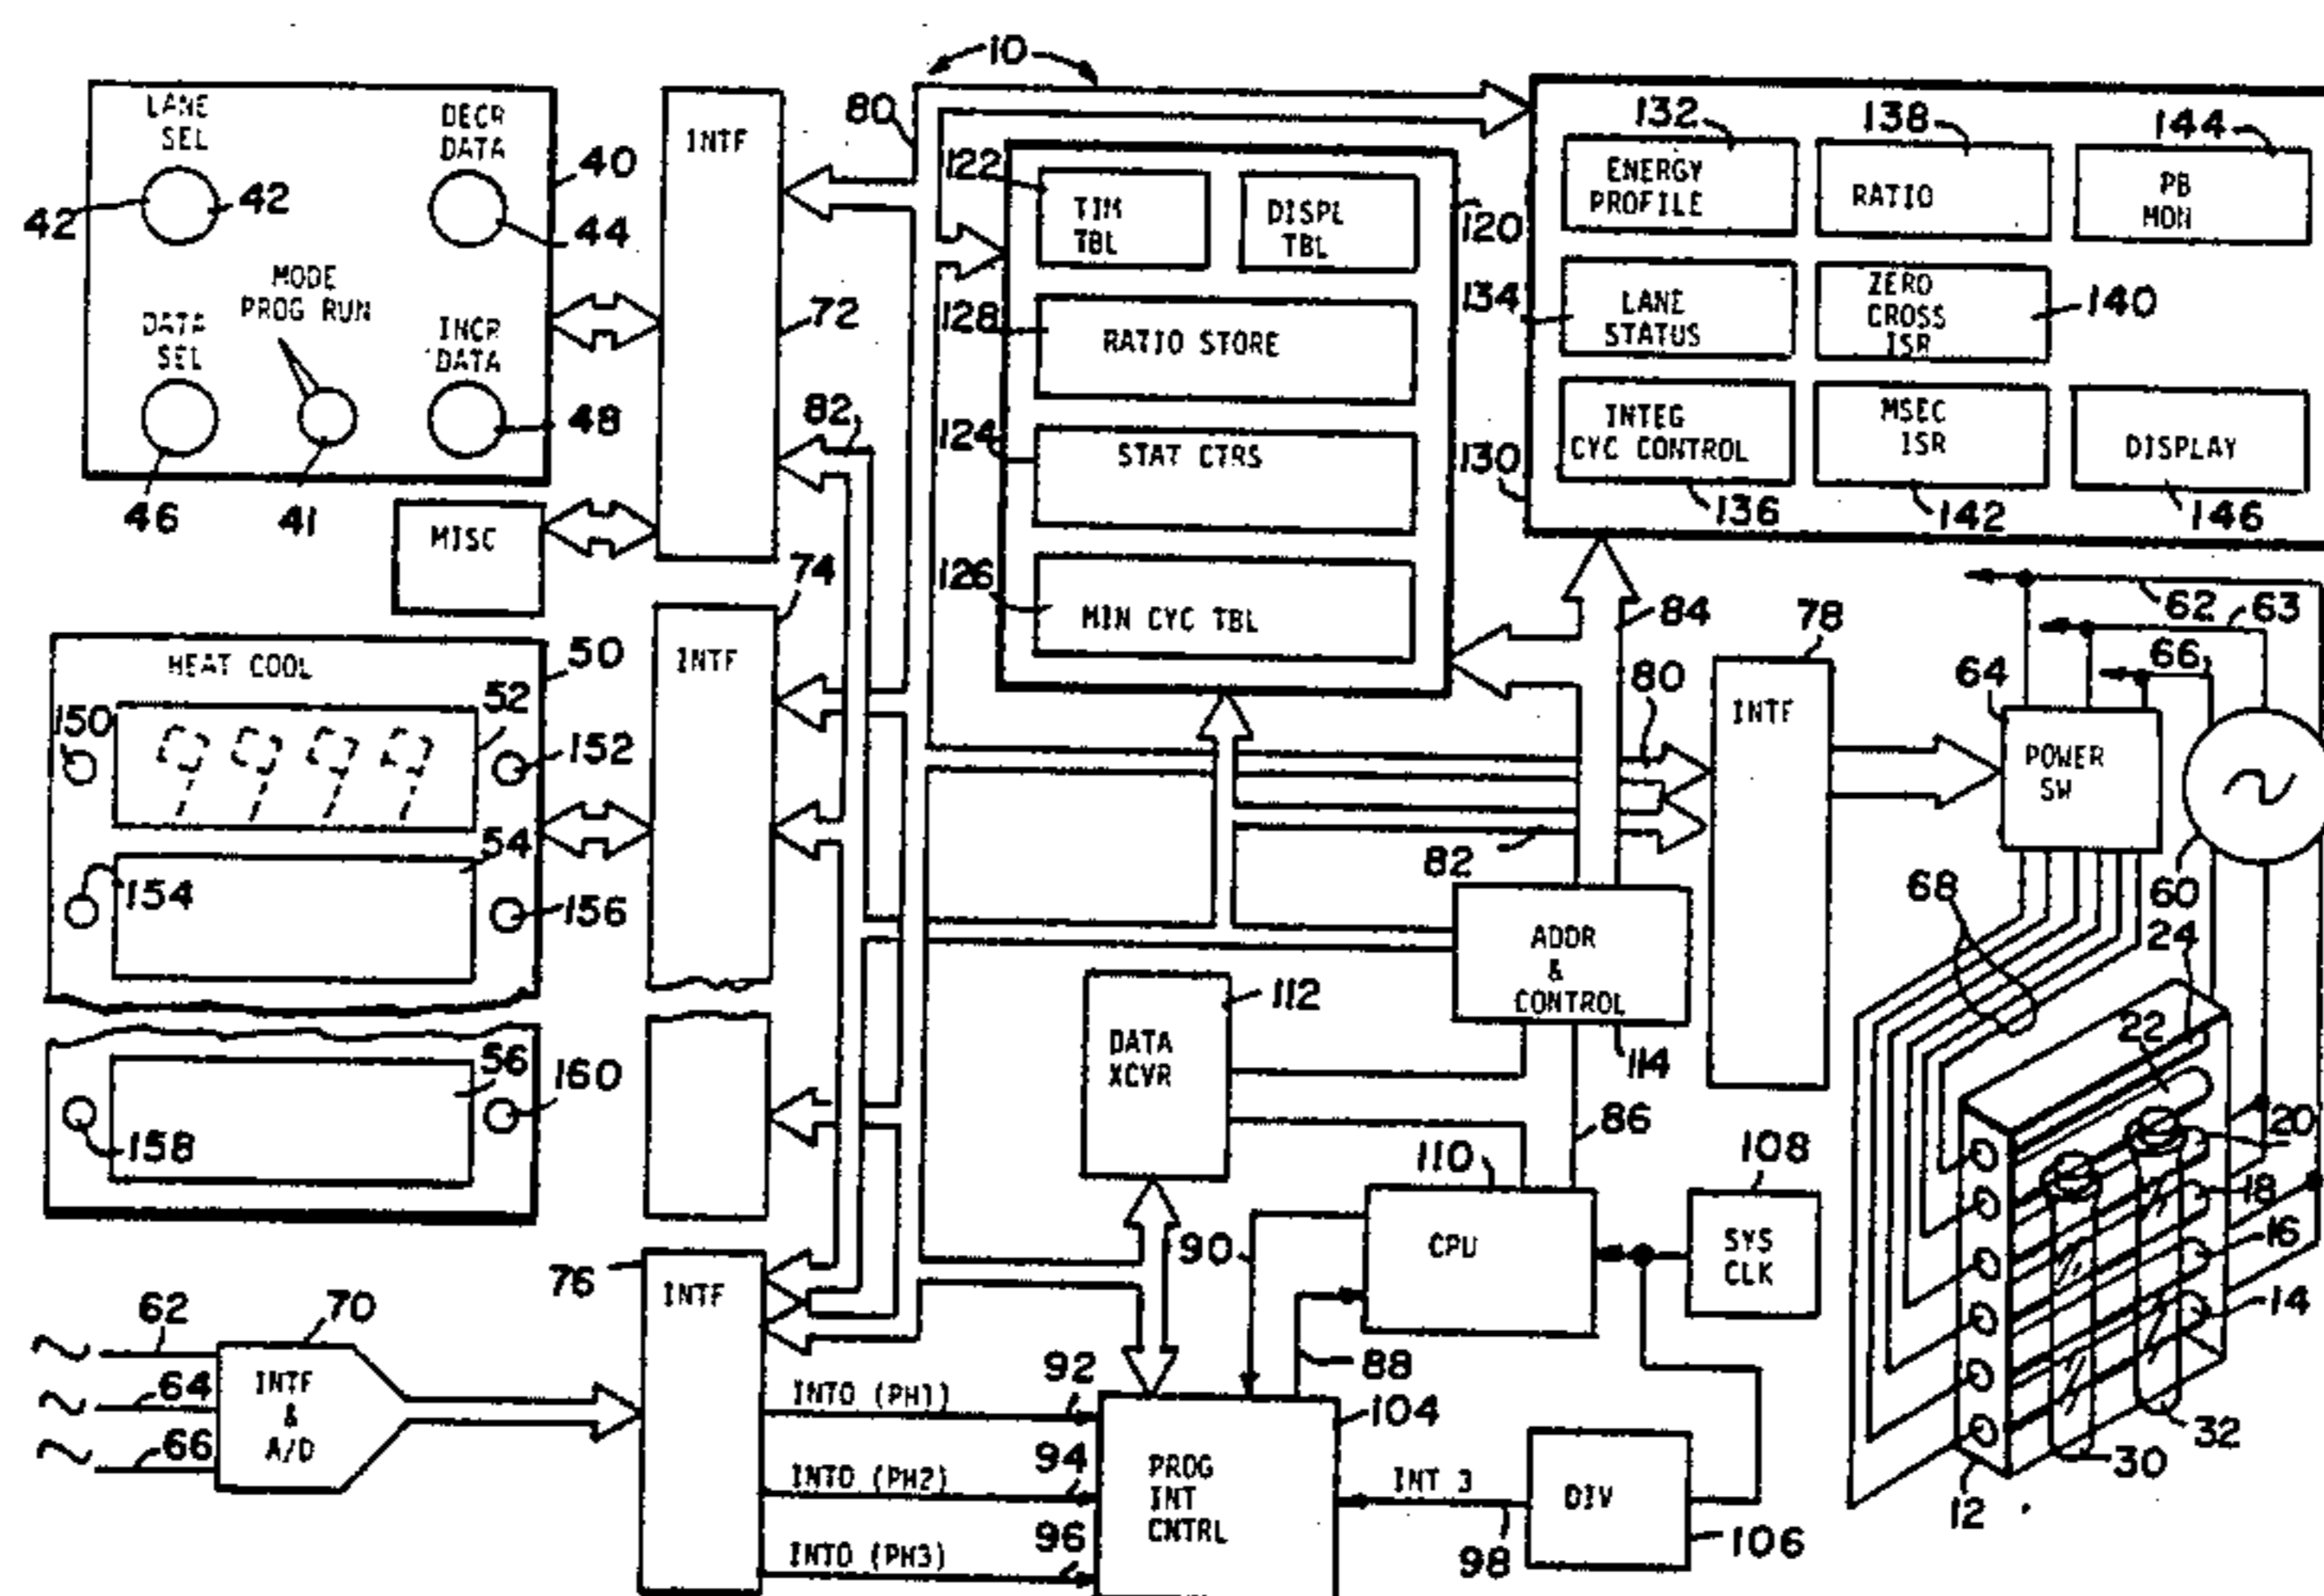 10
LANE
SEL
DECR
DATA
40
42
42
44
MODE
PROG RUN
DATA
SEL
INCR
DATA
46
41
48
MISC
INTF
72
80
82
122
TIM
TBL
DISPL
TBL
120
128
RATIO STORE
124
STAT CTRS
126
MIN CYC TBL
132
ENERGY
PROFILE
138
RATIO
144
PB
MON
134
LANE
STATUS
ZERO
CROSS
ISR
140
130
INTEG
CYC CONTROL
136
MSEC
ISR
142
DISPLAY
146
74
INTF
HEAT COOL
50
52
150
152
54
154
156
56
158
160
84
80
82
78
INTF
62
63
66
64
POWER
SW
60
68
24
22
20
18
16
14
32
30
12
ADDR
&
CONTROL
114
86
112
DATA
XCVR
110
CPU
90
88
108
SYS
CLK
76
INTF
62
64
66
70
INTF
&
A/D
INTO (PH1)
92
INTO (PH2)
94
INTO (PH3)
96
104
PROG
INT
CNTRL
INT 3
98
DIV
106